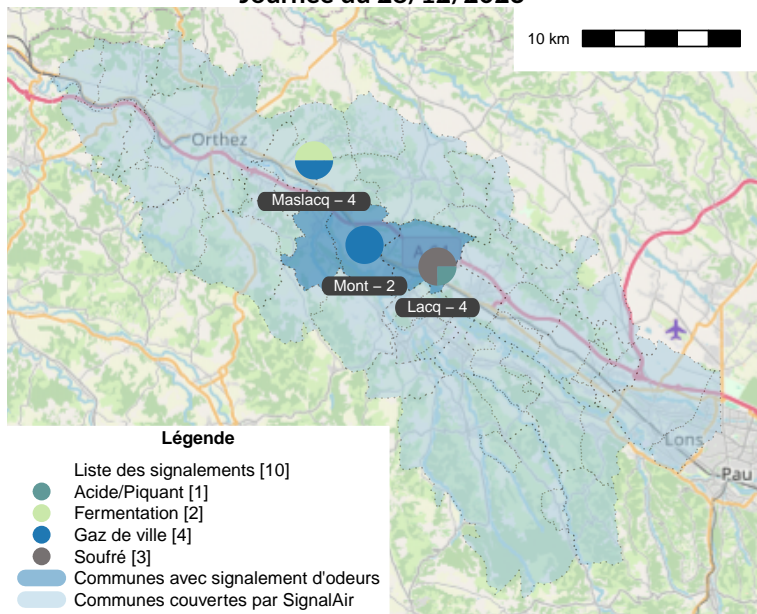 10 km
Orthez
Maslacq – 4
Mont – 2
Lacq – 4
Lons
Pau
Légende
Liste des signalements [10]
Acide/Piquant [1]
Fermentation [2]
Gaz de ville [4]
Soufré [3]
Communes avec signalement d'odeurs
Communes couvertes par SignalAir